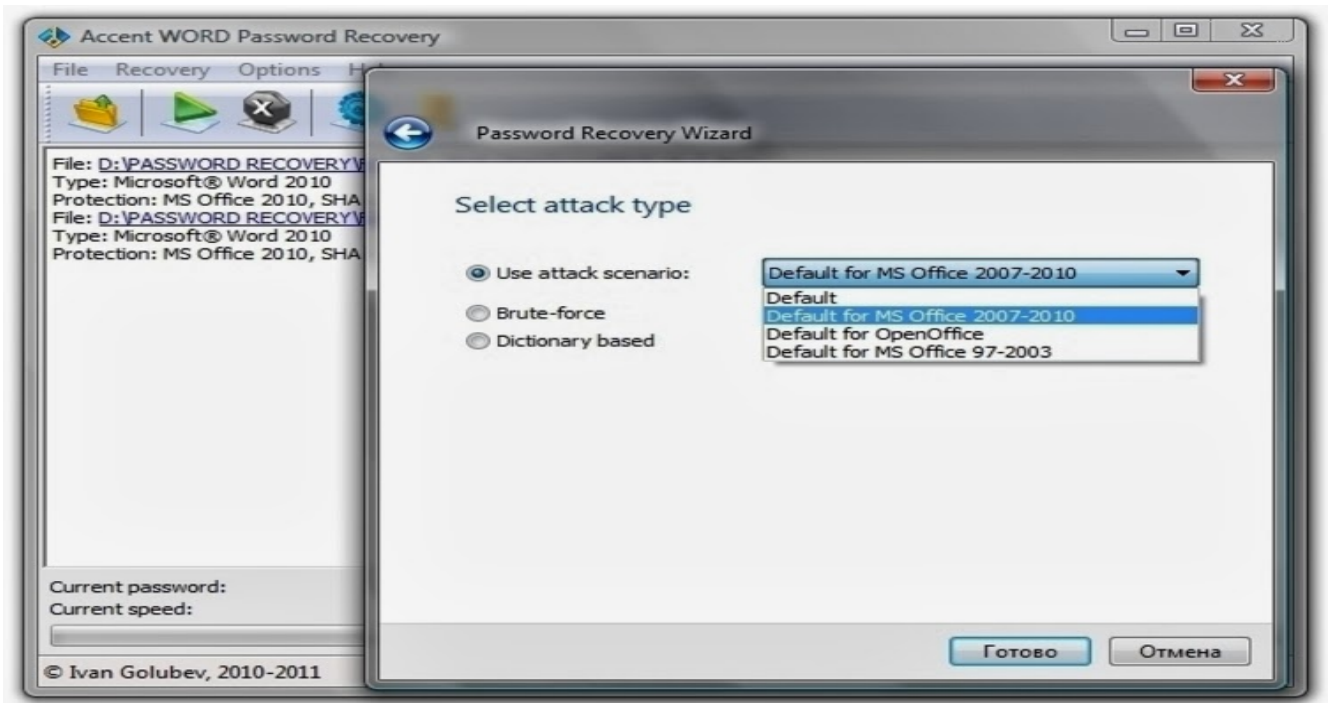 Accent WORD Password Recovery
File Recovery Options
File: D:\PASSWORD RECOVERY\
Type: Microsoft® Word 2010
Protection: MS Office 2010, SHA
File: D:\PASSWORD RECOVERY\
Type: Microsoft® Word 2010
Protection: MS Office 2010, SHA
Current password:
Current speed:
© Ivan Golubev, 2010-2011
Password Recovery Wizard
Select attack type
Use attack scenario:
Default for MS Office 2007-2010
Default
Default for MS Office 2007-2010
Default for OpenOffice
Default for MS Office 97-2003
Brute-force
Dictionary based
Готово
Отмена